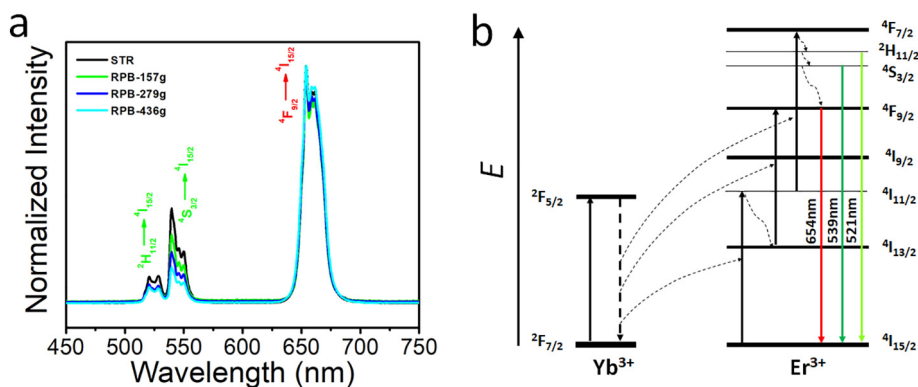 a
Normalized Intensity
STR
RPB-157g
RPB-279g
RPB-436g
²H₁₁/₂ → ⁴I₁₅/₂
⁴S₃/₂ → ⁴I₁₅/₂
⁴F₉/₂ → ⁴I₁₅/₂
450 500 550 600 650 700 750
Wavelength (nm)
b
E
²F₅/₂
²F₇/₂
Yb³⁺
⁴F₇/₂
²H₁₁/₂
⁴S₃/₂
⁴F₉/₂
⁴I₉/₂
⁴I₁₁/₂
⁴I₁₃/₂
⁴I₁₅/₂
654nm
539nm
521nm
Er³⁺